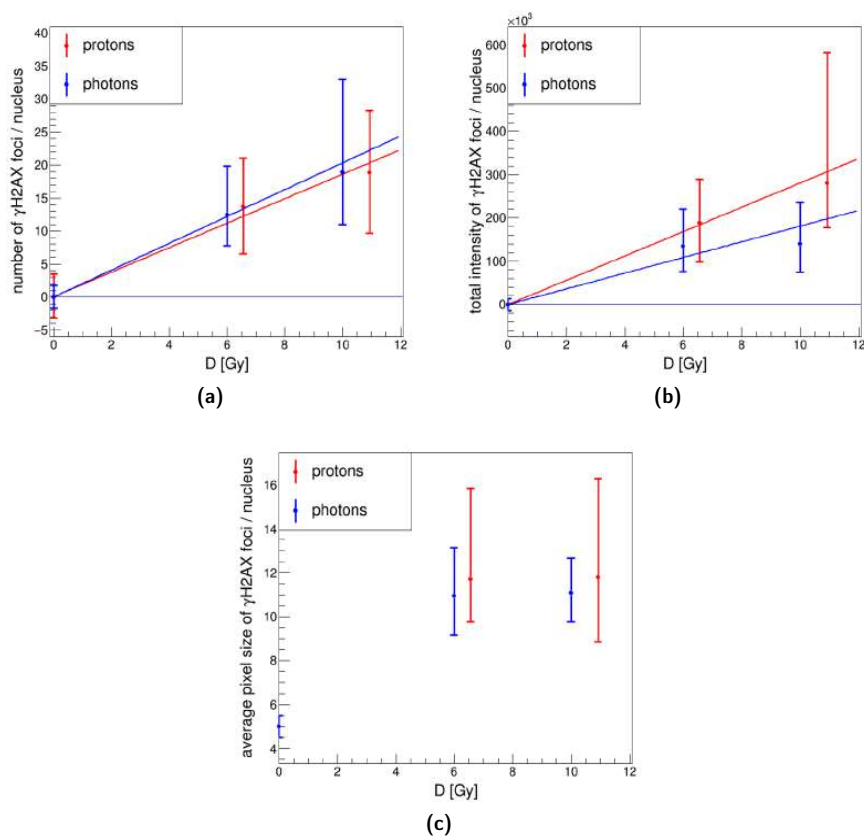 protons
photons
number of γH2AX foci / nucleus
40
35
30
25
20
15
10
5
0
−5
0 2 4 6 8 10 12
D [Gy]
(a)
×10³
protons
photons
total intensity of γH2AX foci / nucleus
600
500
400
300
200
100
0
0 2 4 6 8 10 12
D [Gy]
(b)
protons
photons
average pixel size of γH2AX foci / nucleus
16
14
12
10
8
6
4
0 2 4 6 8 10 12
D [Gy]
(c)